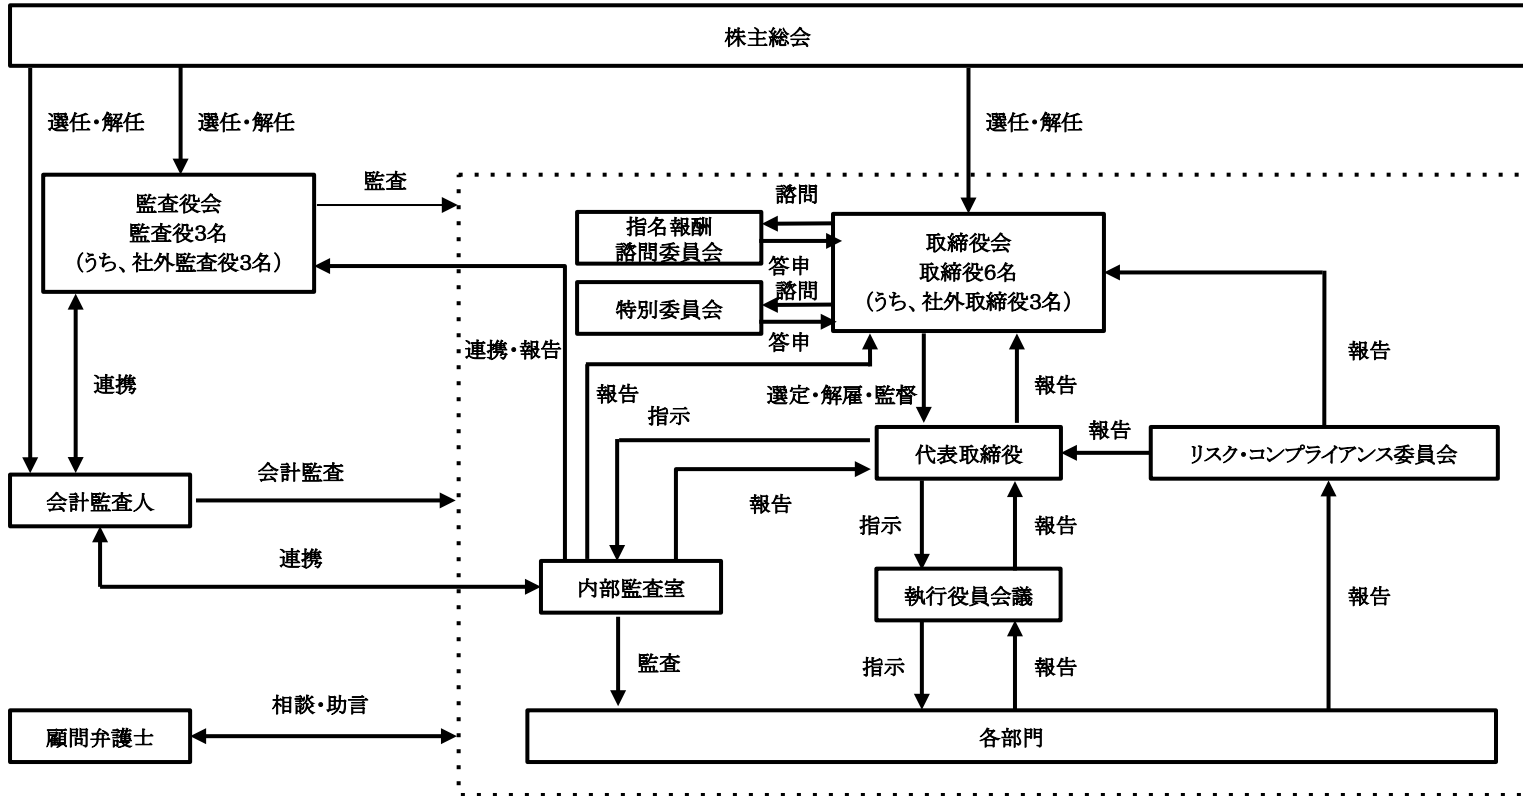 株主総会
選任・解任
選任・解任
選任・解任
監査
監査役会
監査役3名
（うち、社外監査役3名）
諮問
指名報酬
諮問委員会
答申
取締役会
取締役6名
（うち、社外取締役3名）
諮問
特別委員会
答申
連携・報告
連携
報告
選定・解雇・監督
報告
報告
指示
報告
代表取締役
リスク・コンプライアンス委員会
会計監査
会計監査人
報告
指示
報告
連携
内部監査室
執行役員会議
報告
監査
指示
報告
相談・助言
顧問弁護士
各部門